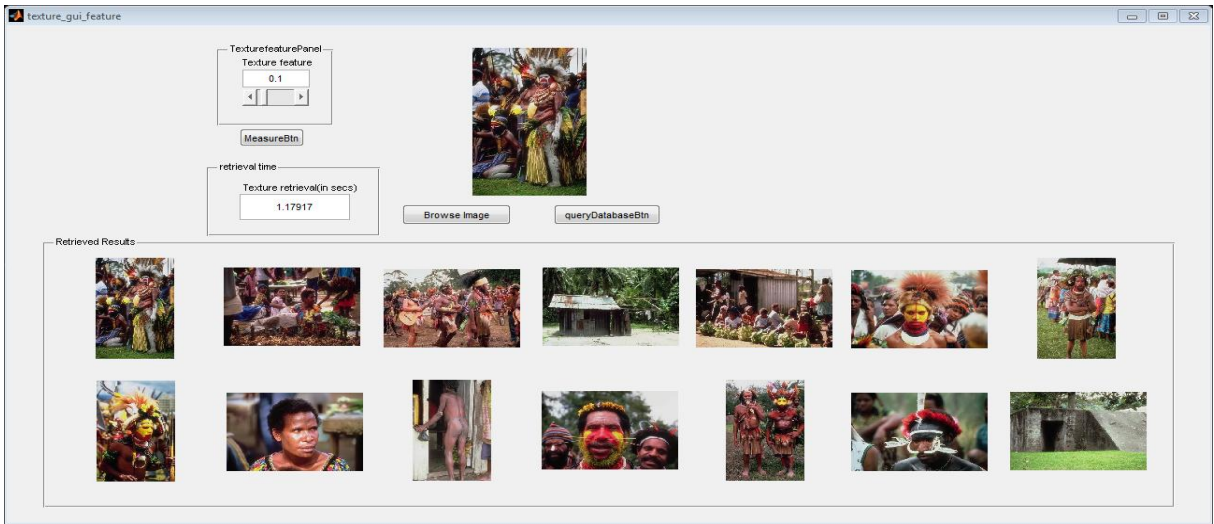 texture_gui_feature
TexturefeaturePanel
Texture feature
0.1
MeasureBtn
retrieval time
Texture retrieval(in secs)
1.17917
Browse Image
queryDatabaseBtn
Retrieved Results